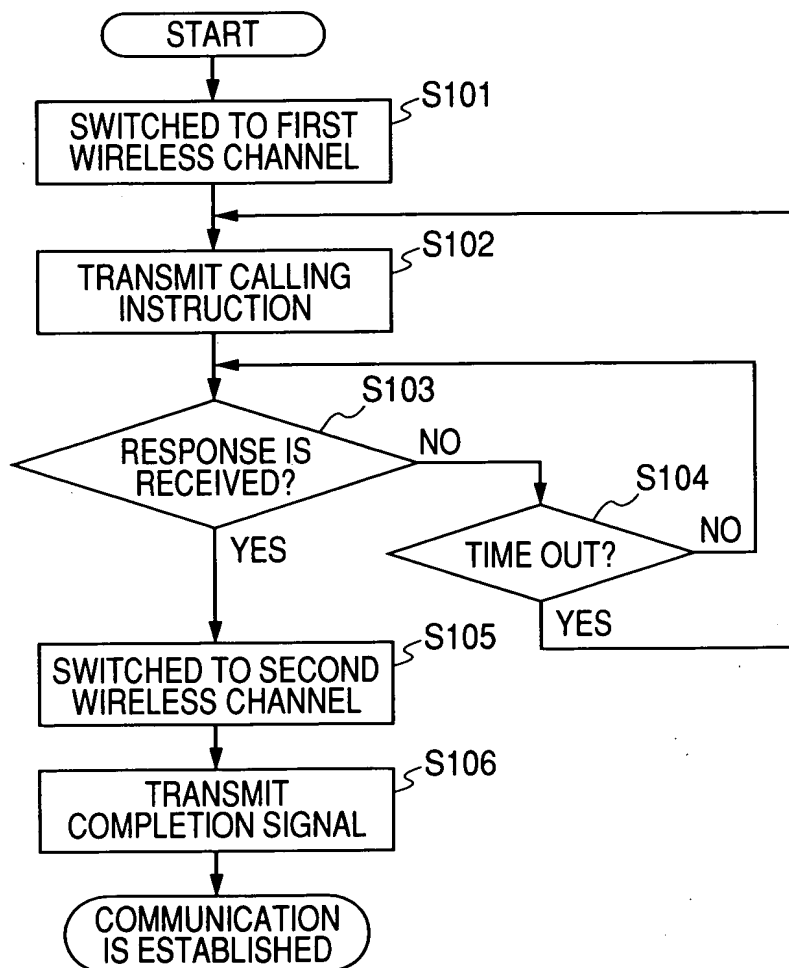 START
S101
SWITCHED TO FIRST
WIRELESS CHANNEL
S102
TRANSMIT CALLING
INSTRUCTION
S103
RESPONSE IS
RECEIVED?
NO
YES
S104
TIME OUT?
NO
YES
S105
SWITCHED TO SECOND
WIRELESS CHANNEL
S106
TRANSMIT
COMPLETION SIGNAL
COMMUNICATION
IS ESTABLISHED